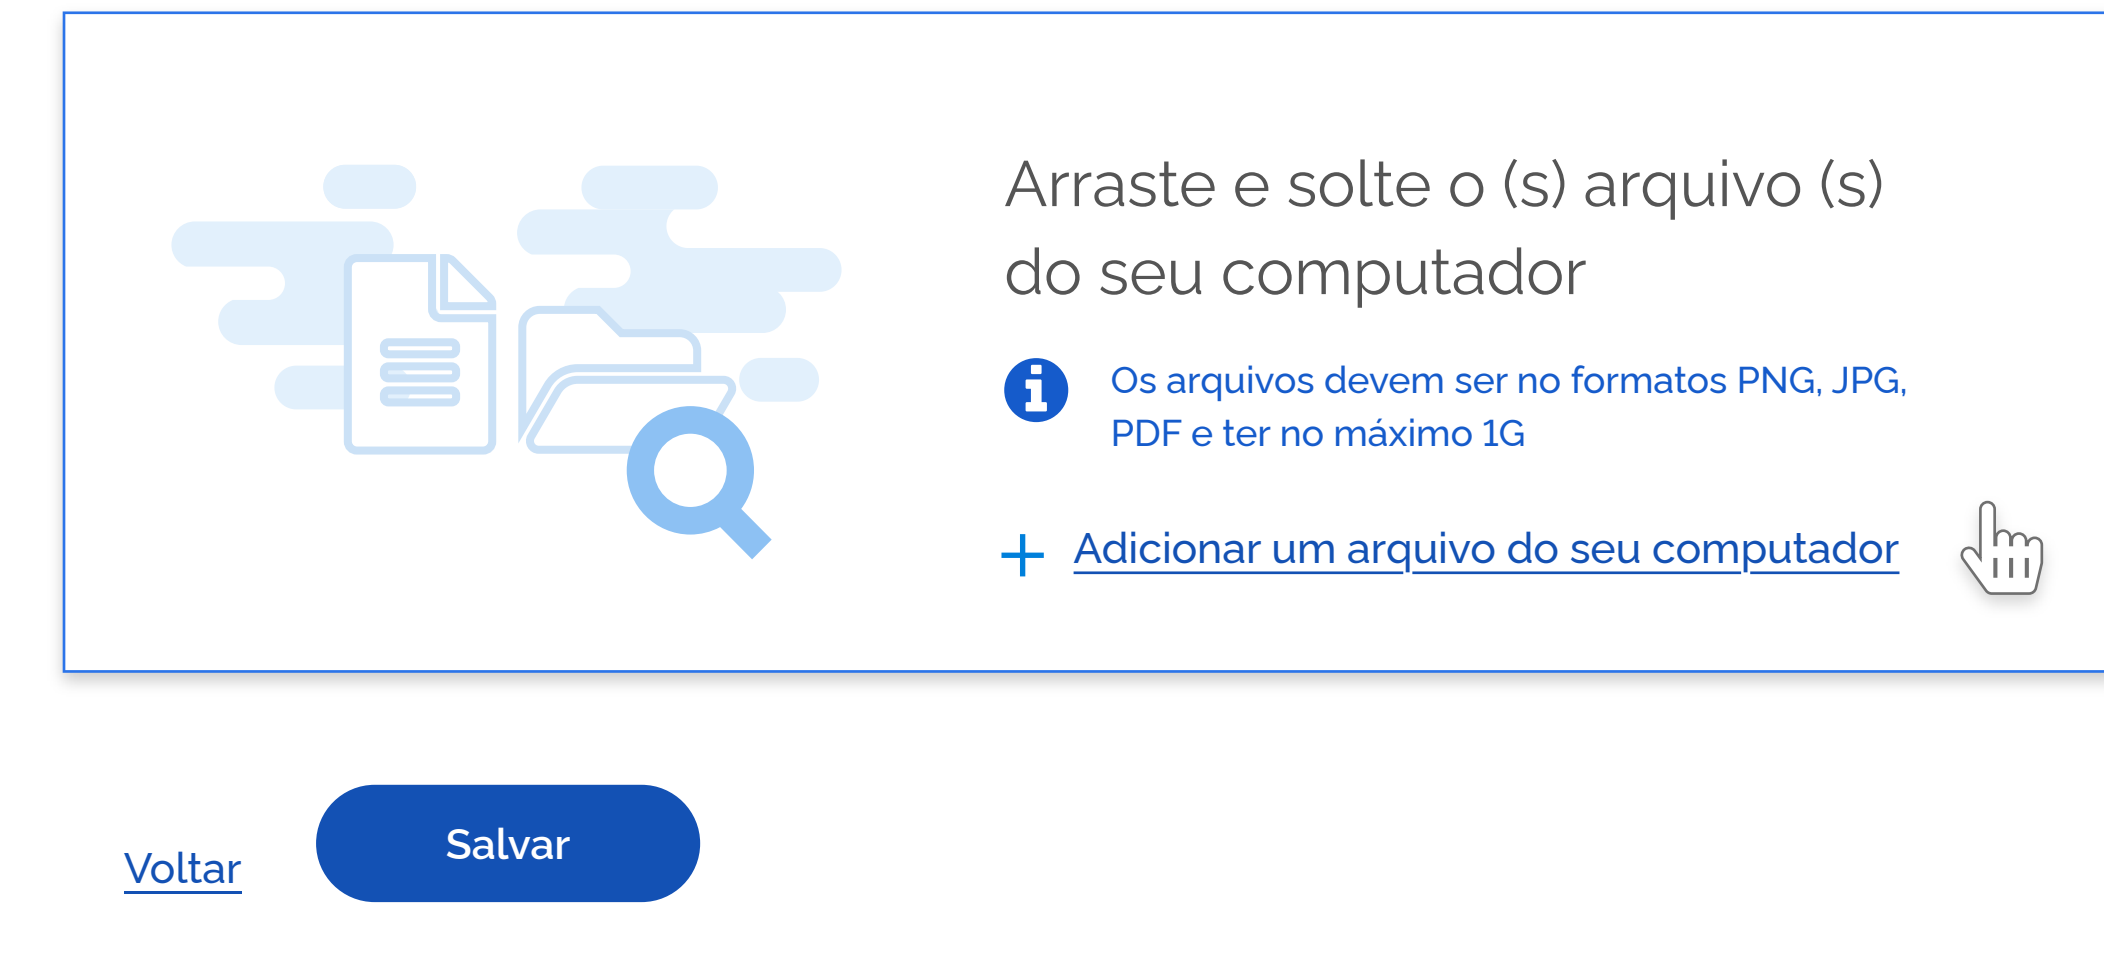 Arraste e solte o (s) arquivo (s)
do seu computador
Os arquivos devem ser no formatos PNG, JPG,
PDF e ter no máximo 1G
Adicionar um arquivo do seu computador
Voltar
Salvar